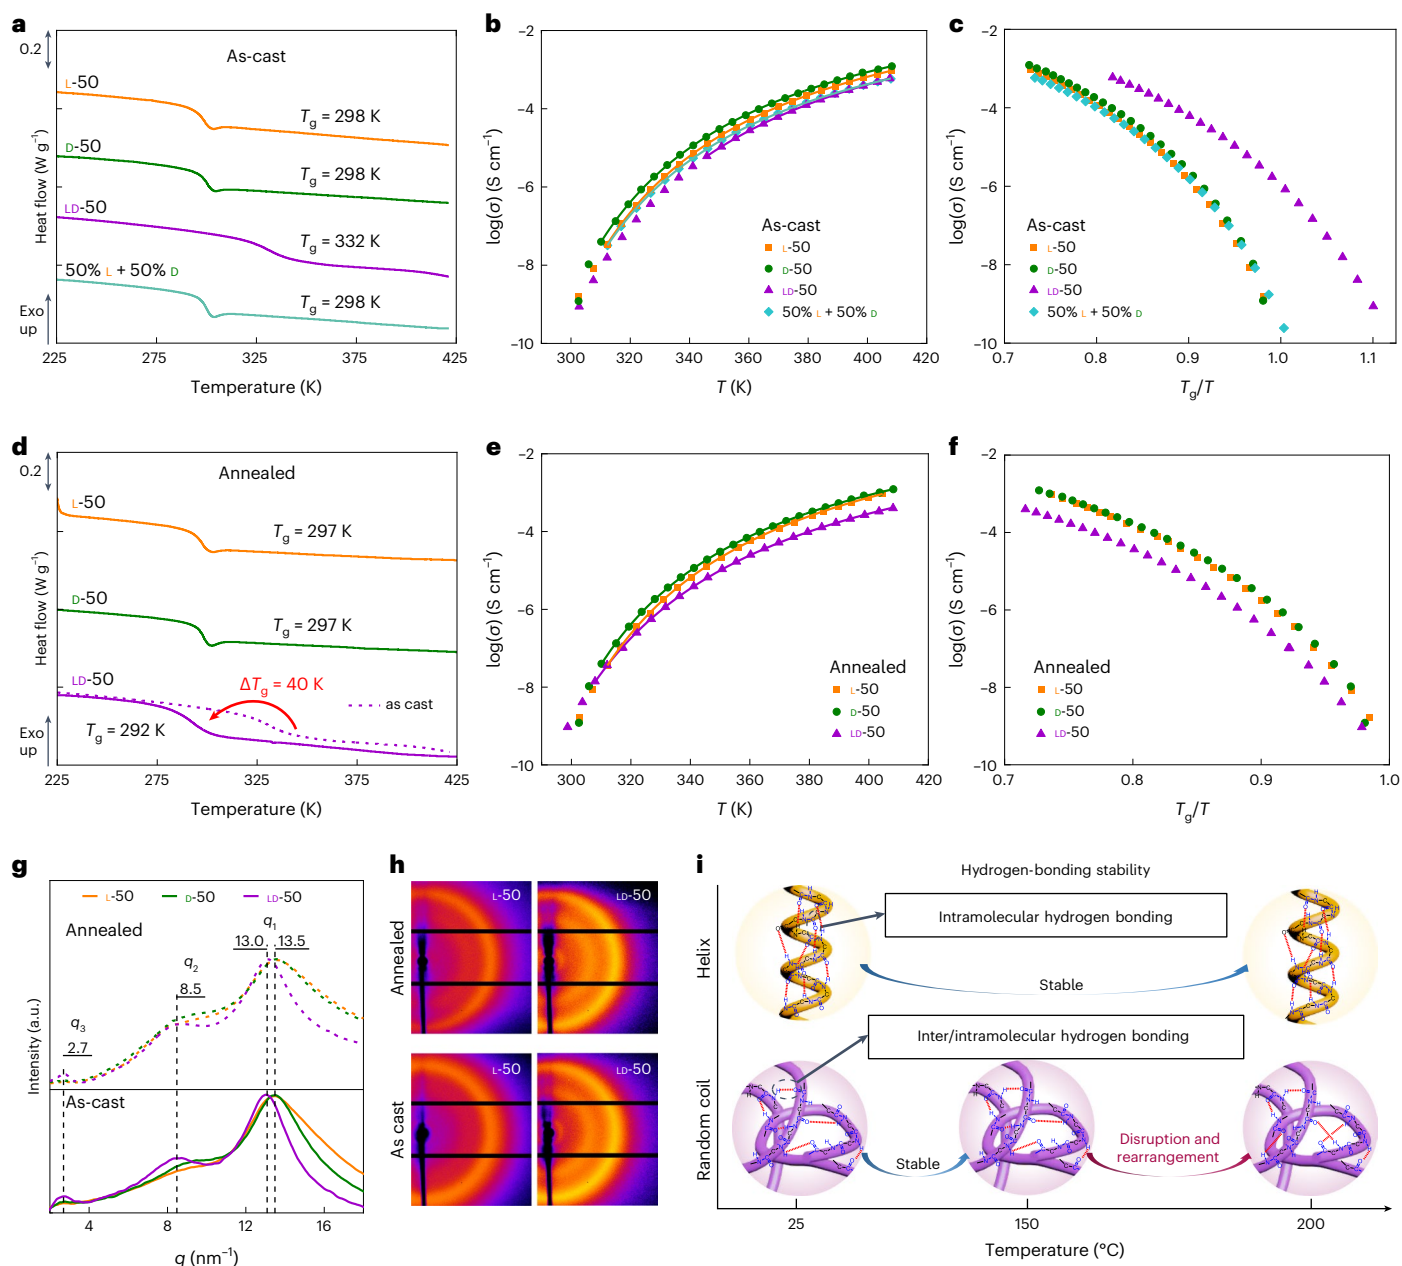 a
0.2
As-cast
L-50
Tg = 298 K
D-50
Tg = 298 K
LD-50
Tg = 332 K
50% L + 50% D
Tg = 298 K
Exo
up
Heat flow (W g⁻¹)
225 275 325 375 425
Temperature (K)
b
−2
−4
−6
−8
−10
log(σ) (S cm⁻¹)
As-cast
L-50
D-50
LD-50
50% L + 50% D
300 320 340 360 380 400 420
T (K)
c
−2
−4
−6
−8
−10
log(σ) (S cm⁻¹)
As-cast
L-50
D-50
LD-50
50% L + 50% D
0.7 0.8 0.9 1.0 1.1
Tg/T
d
0.2
Annealed
L-50
Tg = 297 K
D-50
Tg = 297 K
LD-50
ΔTg = 40 K
as cast
Tg = 292 K
Exo
up
Heat flow (W g⁻¹)
225 275 325 375 425
Temperature (K)
e
−2
−4
−6
−8
−10
log(σ) (S cm⁻¹)
Annealed
L-50
D-50
LD-50
300 320 340 360 380 400 420
T (K)
f
−2
−4
−6
−8
−10
log(σ) (S cm⁻¹)
Annealed
L-50
D-50
LD-50
0.7 0.8 0.9 1.0
Tg/T
g
L-50 D-50 LD-50
Annealed
q1
13.0 13.5
q2
8.5
q3
2.7
As-cast
Intensity (a.u.)
4 8 12 16
q (nm⁻¹)
h
Annealed
L-50
LD-50
As cast
L-50
LD-50
i
Hydrogen-bonding stability
Intramolecular hydrogen bonding
Helix
Stable
Inter/intramolecular hydrogen bonding
Random coil
Stable
Disruption and
rearrangement
25 150 200
Temperature (°C)